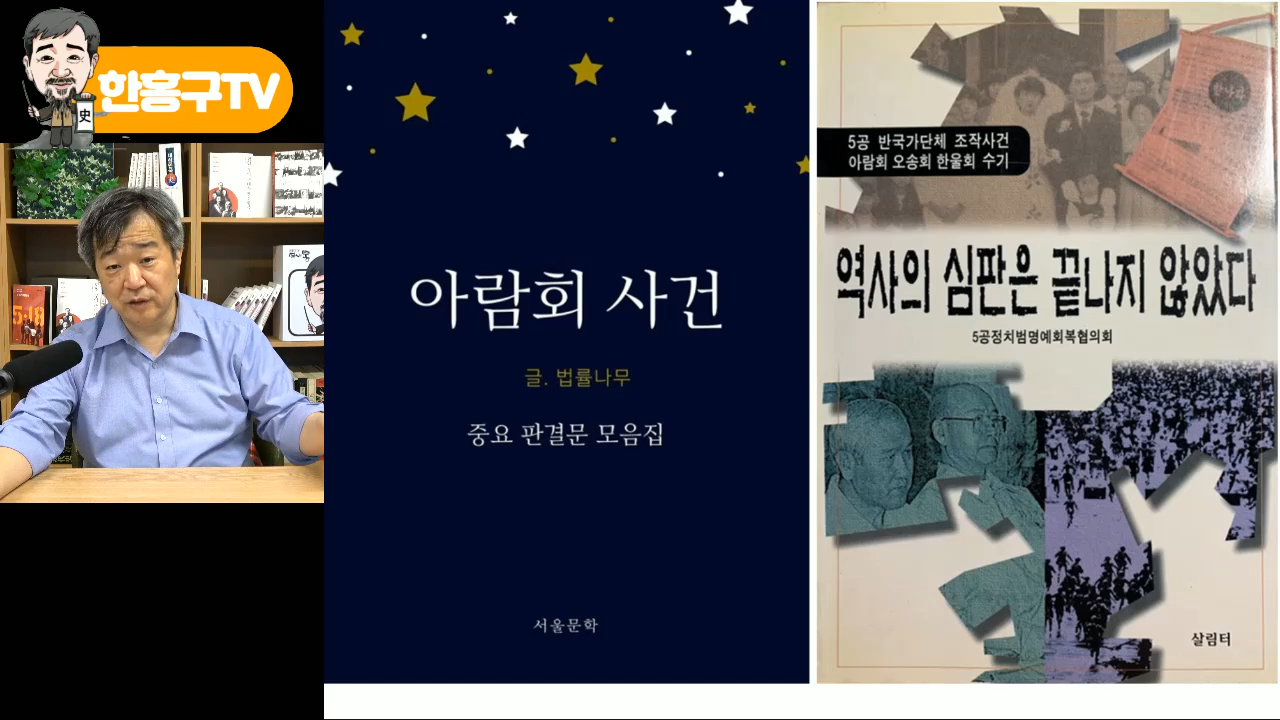 한홍구TV
史
5·18
아람회 사건
글. 법률나무
중요 판결문 모음집
서울문학
5공 반국가단체 조작사건
아람회 오송회 한울회 수기
역사의 심판은 끝나지 않았다
5공정치범명예회복협의회
살림터